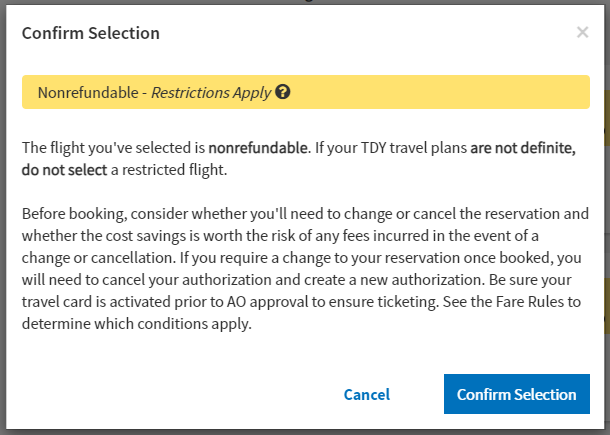 Confirm Selection ×
Nonrefundable - Restrictions Apply ?
The flight you've selected is nonrefundable. If your TDY travel plans are not definite,
do not select a restricted flight.
Before booking, consider whether you'll need to change or cancel the reservation and
whether the cost savings is worth the risk of any fees incurred in the event of a
change or cancellation. If you require a change to your reservation once booked, you
will need to cancel your authorization and create a new authorization. Be sure your
travel card is activated prior to AO approval to ensure ticketing. See the Fare Rules to
determine which conditions apply.
Cancel Confirm Selection